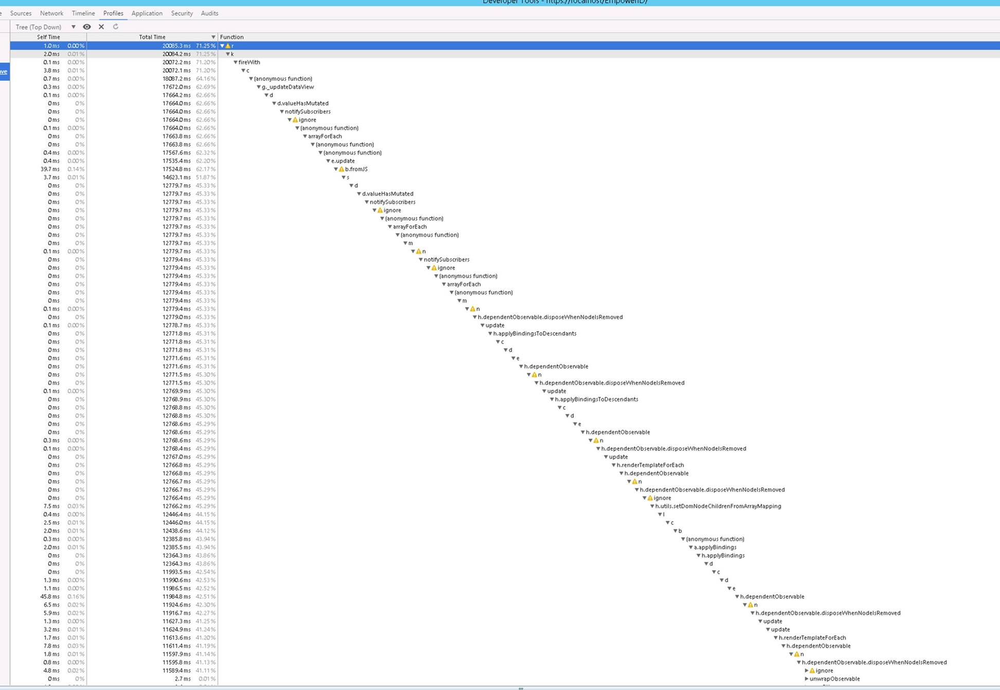 Developer Tools - https://localhost/EmpowerID/
e Sources Network Timeline Profiles Application Security Audits
Tree (Top Down)
Self Time Total Time Function
1.0 ms 0.00 % 20085.3 ms 71.25 % r
2.0 ms 0.01 % 20084.2 ms 71.25 % k
0.1 ms 0.00 % 20072.2 ms 71.20 % fireWith
ave 3.8 ms 0.01 % 20072.1 ms 71.20 % c
0.7 ms 0.00 % 18087.2 ms 64.16 % (anonymous function)
0.3 ms 0.00 % 17672.0 ms 62.69 % g._updateDataView
0.1 ms 0.00 % 17664.2 ms 62.66 % d
0 ms 0 % 17664.0 ms 62.66 % d.valueHasMutated
0 ms 0 % 17664.0 ms 62.66 % notifySubscribers
0 ms 0 % 17664.0 ms 62.66 % ignore
0.1 ms 0.00 % 17664.0 ms 62.66 % (anonymous function)
0 ms 0 % 17663.8 ms 62.66 % arrayForEach
0 ms 0 % 17663.8 ms 62.66 % (anonymous function)
0.4 ms 0.00 % 17567.6 ms 62.32 % (anonymous function)
0.4 ms 0.00 % 17535.4 ms 62.20 % e.update
39.7 ms 0.14 % 17524.8 ms 62.17 % b.fromJS
3.7 ms 0.01 % 14623.1 ms 51.87 % s
0 ms 0 % 12779.7 ms 45.33 % d
0 ms 0 % 12779.7 ms 45.33 % d.valueHasMutated
0 ms 0 % 12779.7 ms 45.33 % notifySubscribers
0 ms 0 % 12779.7 ms 45.33 % ignore
0 ms 0 % 12779.7 ms 45.33 % (anonymous function)
0 ms 0 % 12779.7 ms 45.33 % arrayForEach
0 ms 0 % 12779.7 ms 45.33 % (anonymous function)
0 ms 0 % 12779.7 ms 45.33 % m
0.1 ms 0.00 % 12779.7 ms 45.33 % n
0 ms 0 % 12779.4 ms 45.33 % notifySubscribers
0 ms 0 % 12779.4 ms 45.33 % ignore
0 ms 0 % 12779.4 ms 45.33 % (anonymous function)
0 ms 0 % 12779.4 ms 45.33 % arrayForEach
0 ms 0 % 12779.4 ms 45.33 % (anonymous function)
0 ms 0 % 12779.4 ms 45.33 % m
0.1 ms 0.00 % 12779.4 ms 45.33 % n
0 ms 0 % 12779.0 ms 45.33 % h.dependentObservable.disposeWhenNodeIsRemoved
0.1 ms 0.00 % 12778.7 ms 45.33 % update
0 ms 0 % 12771.8 ms 45.31 % h.applyBindingsToDescendants
0 ms 0 % 12771.8 ms 45.31 % c
0 ms 0 % 12771.8 ms 45.31 % d
0 ms 0 % 12771.6 ms 45.31 % e
0 ms 0 % 12771.6 ms 45.31 % h.dependentObservable
0 ms 0 % 12771.5 ms 45.30 % n
0 ms 0 % 12771.5 ms 45.30 % h.dependentObservable.disposeWhenNodeIsRemoved
0.1 ms 0.00 % 12769.9 ms 45.30 % update
0 ms 0 % 12768.9 ms 45.30 % h.applyBindingsToDescendants
0 ms 0 % 12768.8 ms 45.30 % c
0 ms 0 % 12768.8 ms 45.30 % d
0 ms 0 % 12768.6 ms 45.29 % e
0 ms 0 % 12768.6 ms 45.29 % h.dependentObservable
0.3 ms 0.00 % 12768.6 ms 45.29 % n
0.1 ms 0.00 % 12768.4 ms 45.29 % h.dependentObservable.disposeWhenNodeIsRemoved
0 ms 0 % 12767.0 ms 45.29 % update
0 ms 0 % 12766.8 ms 45.29 % h.renderTemplateForEach
0 ms 0 % 12766.8 ms 45.29 % h.dependentObservable
0 ms 0 % 12766.7 ms 45.29 % n
0 ms 0 % 12766.7 ms 45.29 % h.dependentObservable.disposeWhenNodeIsRemoved
0 ms 0 % 12766.4 ms 45.29 % ignore
7.5 ms 0.03 % 12766.2 ms 45.29 % h.utils.setDomNodeChildrenFromArrayMapping
0.4 ms 0.00 % 12446.4 ms 44.15 % l
2.5 ms 0.01 % 12446.0 ms 44.15 % c
2.0 ms 0.01 % 12438.6 ms 44.12 % b
0.3 ms 0.00 % 12385.8 ms 43.94 % (anonymous function)
2.0 ms 0.01 % 12385.5 ms 43.94 % a.applyBindings
0 ms 0 % 12364.3 ms 43.86 % h.applyBindings
0 ms 0 % 12364.3 ms 43.86 % d
0 ms 0 % 11993.5 ms 42.54 % c
1.3 ms 0.00 % 11990.6 ms 42.53 % d
1.1 ms 0.00 % 11986.5 ms 42.52 % e
45.8 ms 0.16 % 11984.8 ms 42.51 % h.dependentObservable
6.5 ms 0.02 % 11924.6 ms 42.30 % n
5.9 ms 0.02 % 11916.7 ms 42.27 % h.dependentObservable.disposeWhenNodeIsRemoved
1.3 ms 0.00 % 11627.3 ms 41.25 % update
3.2 ms 0.01 % 11624.9 ms 41.24 % update
1.7 ms 0.01 % 11613.6 ms 41.20 % h.renderTemplateForEach
7.8 ms 0.03 % 11611.4 ms 41.19 % h.dependentObservable
1.8 ms 0.01 % 11597.9 ms 41.14 % n
0.8 ms 0.00 % 11595.8 ms 41.13 % h.dependentObservable.disposeWhenNodeIsRemoved
4.8 ms 0.02 % 11589.4 ms 41.11 % ignore
0 ms 0 % 2.7 ms 0.01 % unwrapObservable